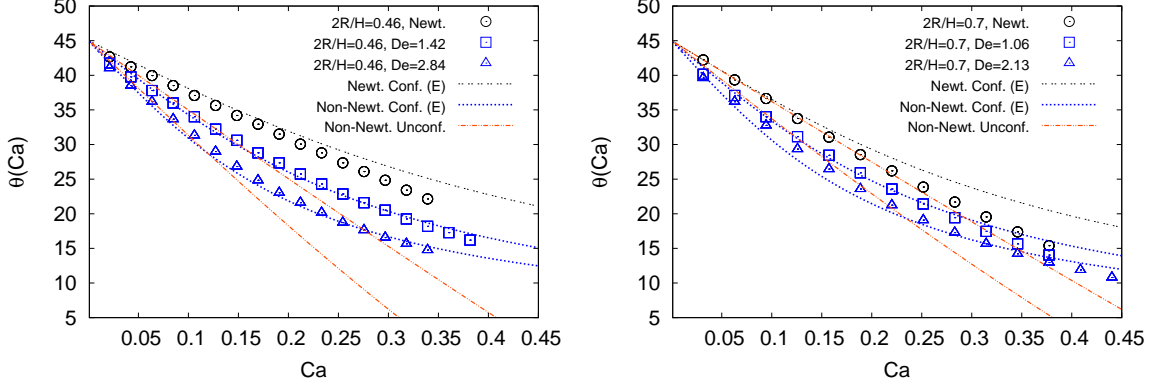 50
45
40
35
30
25
20
15
10
5
θ(Ca)
0.05 0.1 0.15 0.2 0.25 0.3 0.35 0.4 0.45
Ca
2R/H=0.46, Newt.
2R/H=0.46, De=1.42
2R/H=0.46, De=2.84
Newt. Conf. (E)
Non-Newt. Conf. (E)
Non-Newt. Unconf.
50
45
40
35
30
25
20
15
10
5
θ(Ca)
0.05 0.1 0.15 0.2 0.25 0.3 0.35 0.4 0.45
Ca
2R/H=0.7, Newt.
2R/H=0.7, De=1.06
2R/H=0.7, De=2.13
Newt. Conf. (E)
Non-Newt. Conf. (E)
Non-Newt. Unconf.